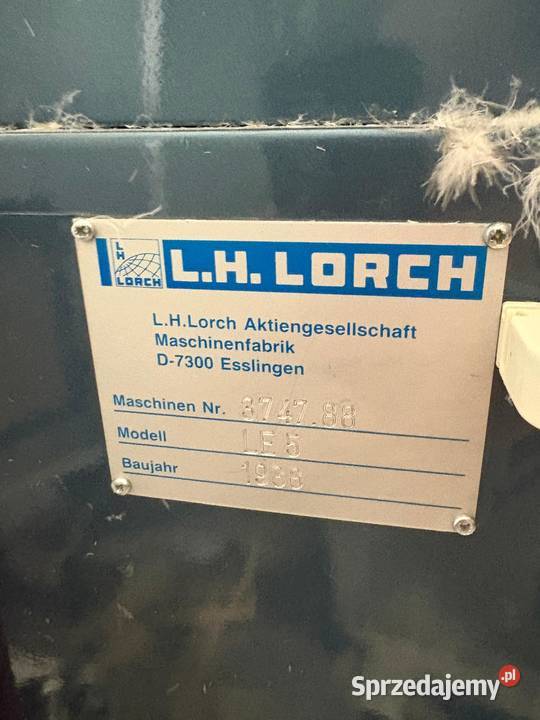 L
H
LORCH
L.H. LORCH
L.H.Lorch Aktiengesellschaft
Maschinenfabrik
D-7300 Esslingen
Maschinen Nr. 3747.88
Modell LE 5
Baujahr 1988
Sprzedajemy.pl